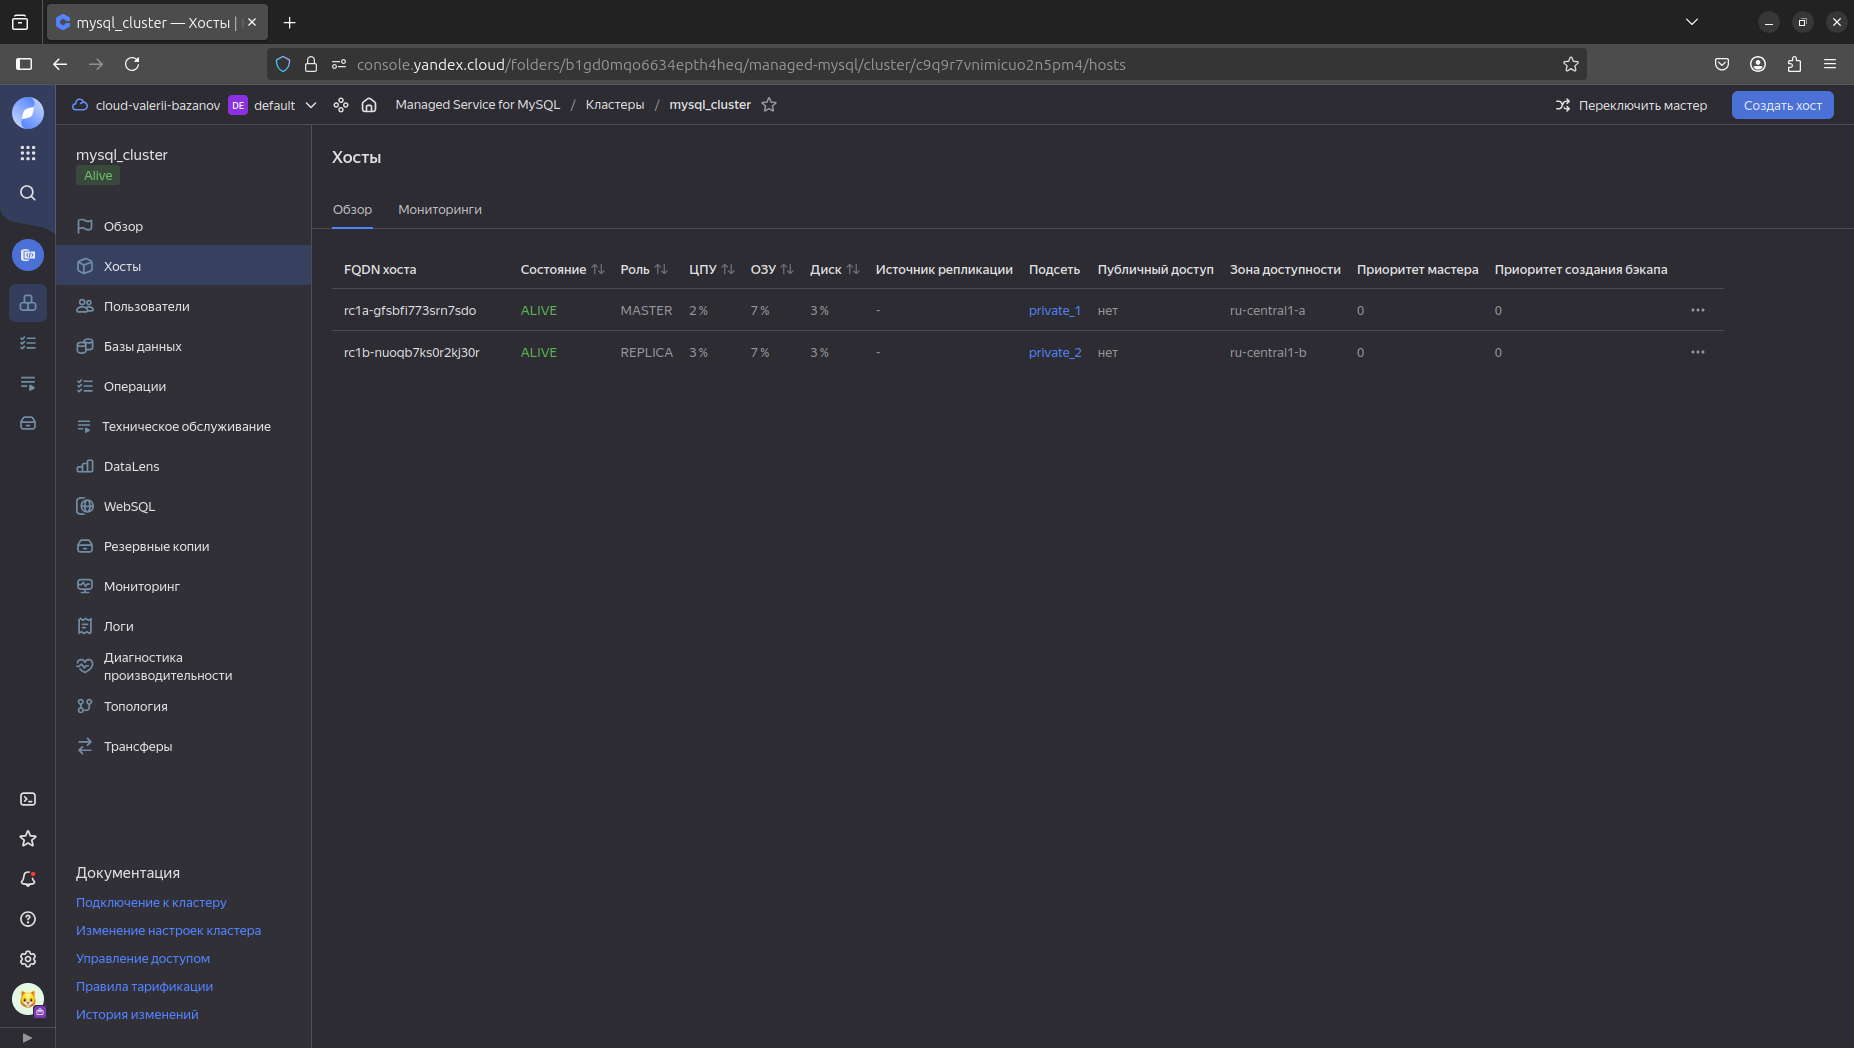 mysql_cluster — Хосты |
console.yandex.cloud/folders/b1gd0mqo6634epth4heq/managed-mysql/cluster/c9q9r7vnimicuo2n5pm4/hosts
cloud-valerii-bazanov DE default Managed Service for MySQL / Кластеры / mysql_cluster Переключить мастер Создать хост
mysql_cluster
Alive
Обзор
Хосты
Пользователи
Базы данных
Операции
Техническое обслуживание
DataLens
WebSQL
Резервные копии
Мониторинг
Логи
Диагностика
производительности
Топология
Трансферы
Документация
Подключение к кластеру
Изменение настроек кластера
Управление доступом
Правила тарификации
История изменений
Хосты
Обзор Мониторинги
FQDN хоста Состояние Роль ЦПУ ОЗУ Диск Источник репликации Подсеть Публичный доступ Зона доступности Приоритет мастера Приоритет создания бэкапа
rc1a-gfsbfi773srn7sdo ALIVE MASTER 2 % 7 % 3 % - private_1 нет ru-central1-a 0 0
rc1b-nuoqb7ks0r2kj30r ALIVE REPLICA 3 % 7 % 3 % - private_2 нет ru-central1-b 0 0